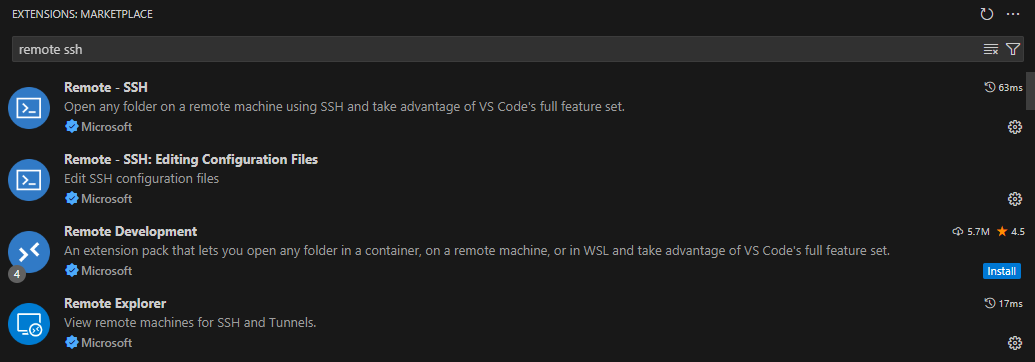 EXTENSIONS: MARKETPLACE
remote ssh
Remote - SSH
63ms
Open any folder on a remote machine using SSH and take advantage of VS Code's full feature set.
Microsoft
Remote - SSH: Editing Configuration Files
Edit SSH configuration files
Microsoft
Remote Development
5.7M 4.5
An extension pack that lets you open any folder in a container, on a remote machine, or in WSL and take advantage of VS Code's full feature set.
4
Microsoft
Install
Remote Explorer
17ms
View remote machines for SSH and Tunnels.
Microsoft